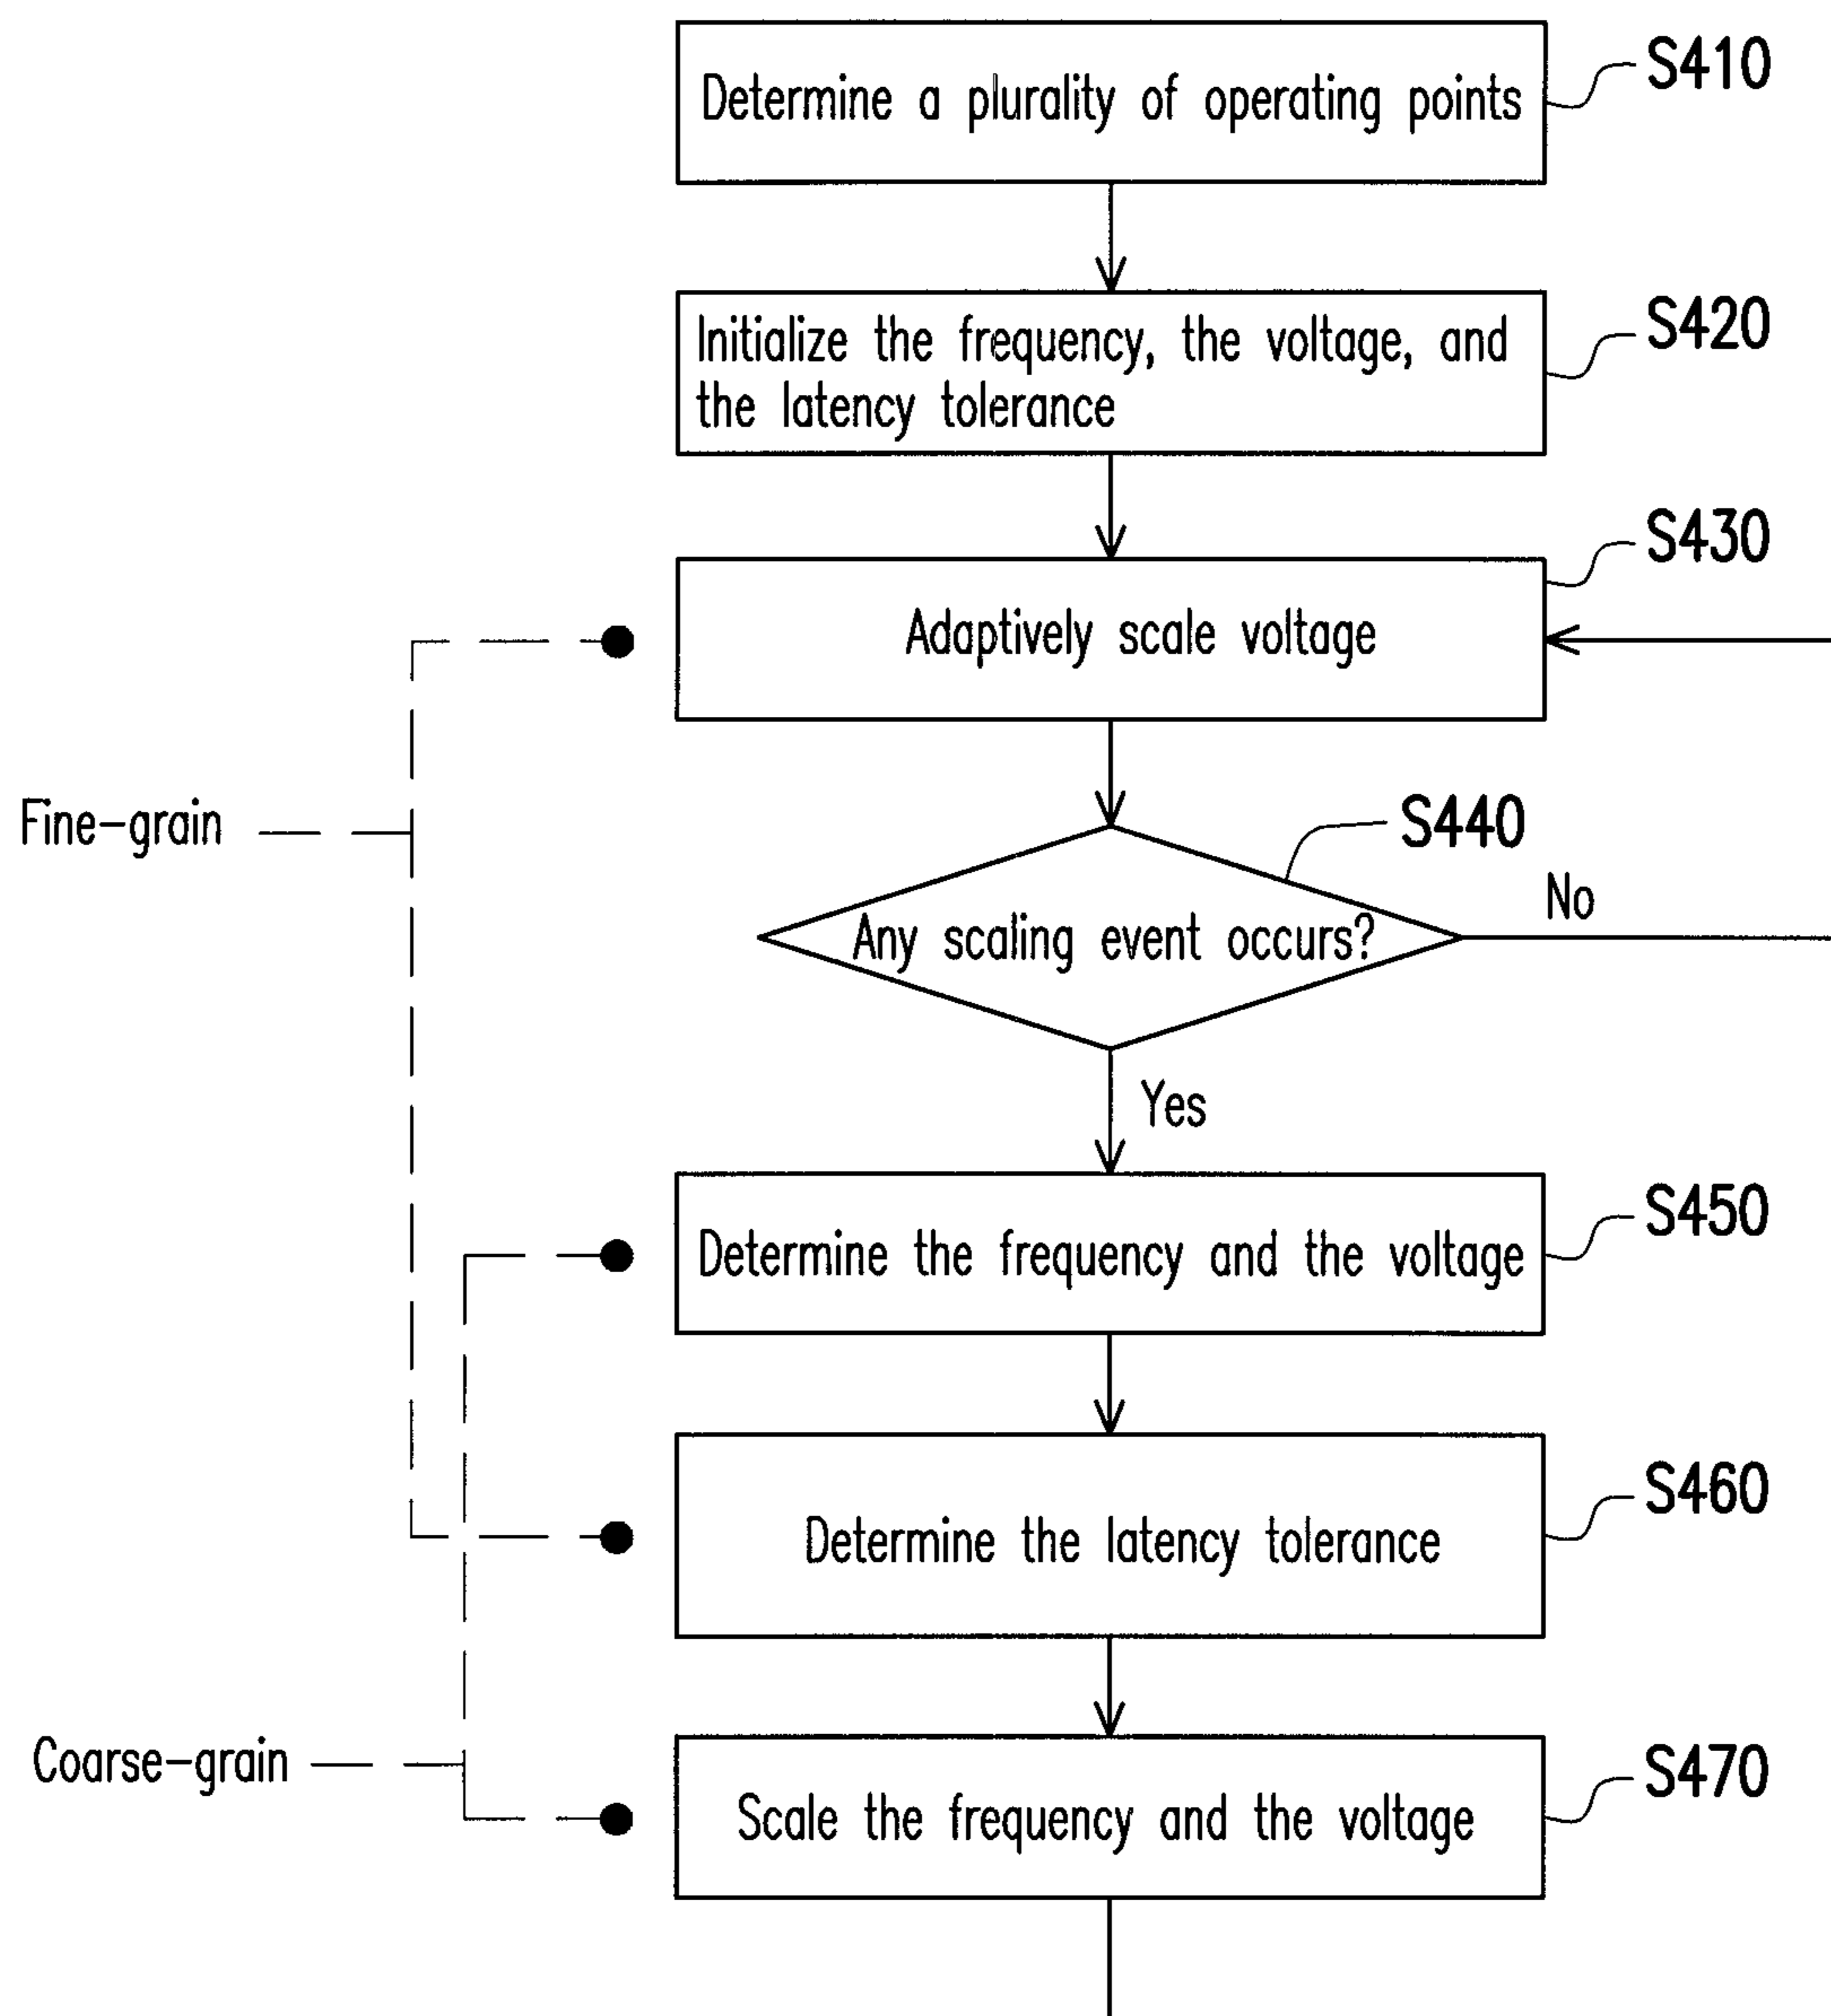 Determine a plurality of operating points
S410
Initialize the frequency, the voltage, and
the latency tolerance
S420
Adaptively scale voltage
S430
Fine-grain
S440
Any scaling event occurs?
No
Yes
Determine the frequency and the voltage
S450
Determine the latency tolerance
S460
Coarse-grain
Scale the frequency and the voltage
S470